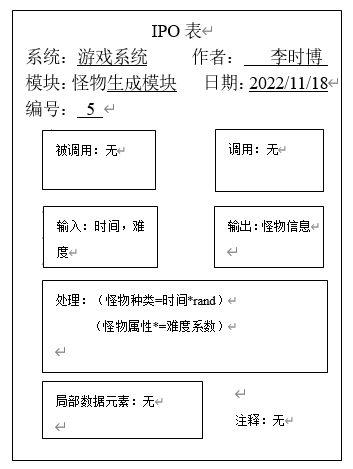 IPO 表
系统：游戏系统 作者： 李时博
模块：怪物生成模块 日期：2022/11/18
编号： 5
被调用：无 调用：无
输入：时间，难 输出：怪物信息
度
处理：（怪物种类=时间*rand）
（怪物属性*=难度系数）
局部数据元素：无
注释：无